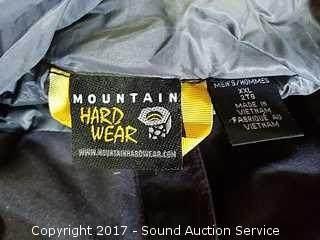 MOUNTAIN
HARD
WEAR
WWW.MOUNTAINHARDWEAR.COM
MEN'S/HOMMES
XXL
2TG
MADE IN
VIETNAM
FABRIQUÉ AU
VIETNAM
Copyright 2017 - Sound Auction Service